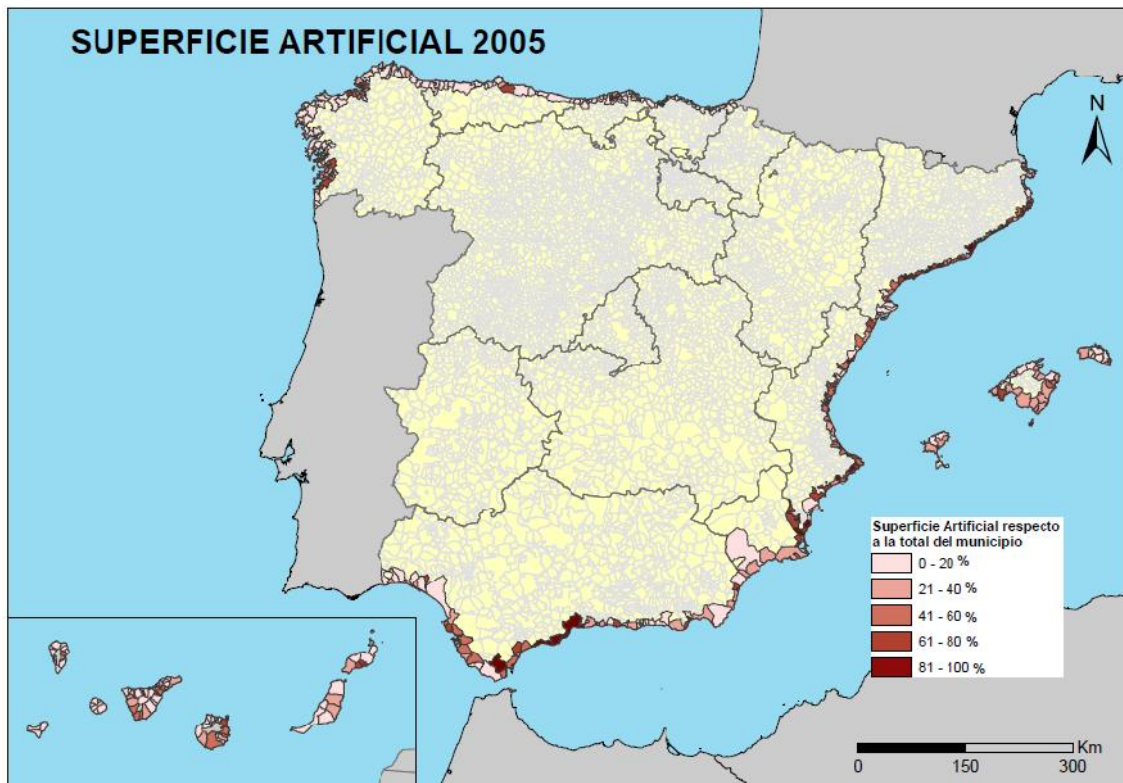 SUPERFICIE ARTIFICIAL 2005
N
Superficie Artificial respecto
a la total del municipio
0 - 20 %
21 - 40 %
41 - 60 %
61 - 80 %
81 - 100 %
Km
0 150 300